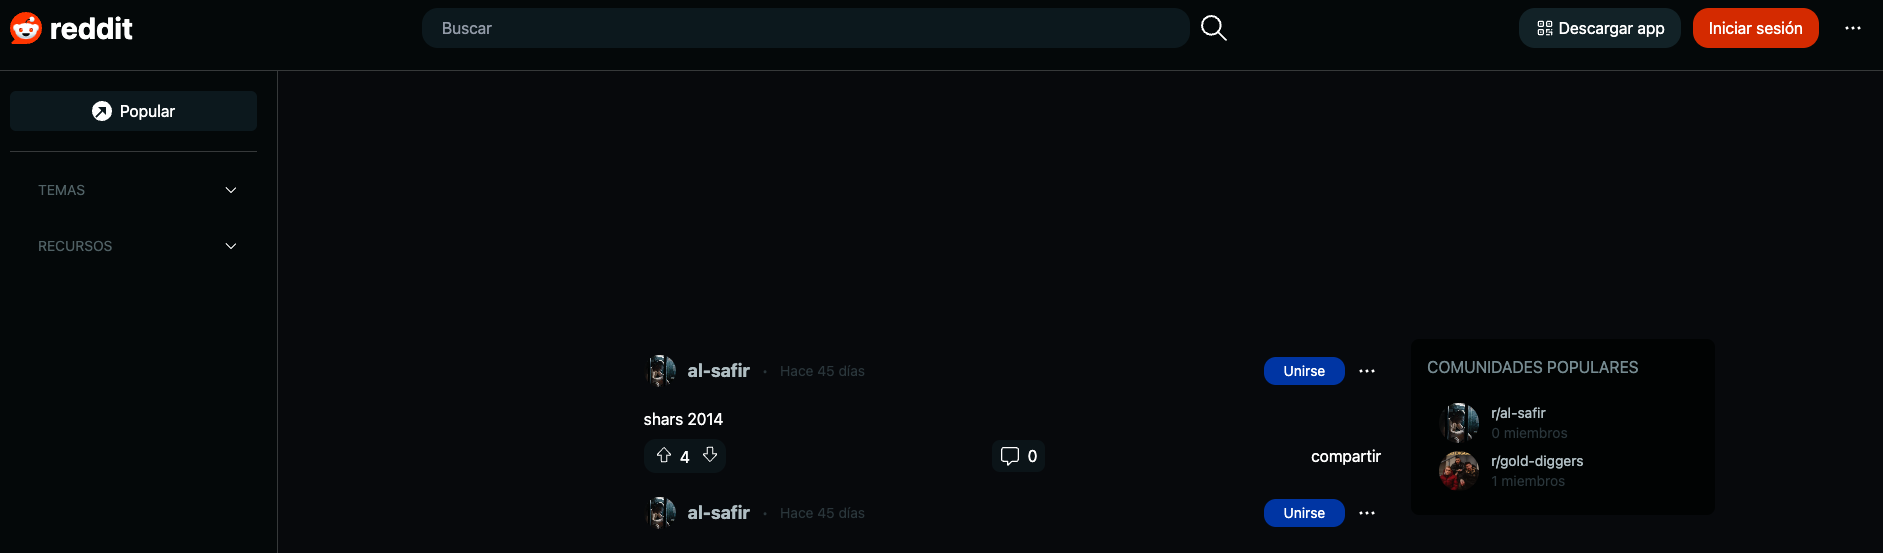 reddit
Buscar
Descargar app
Iniciar sesión
Popular
TEMAS
RECURSOS
al-safir • Hace 45 días
Unirse
shars 2014
4
0
compartir
al-safir • Hace 45 días
Unirse
COMUNIDADES POPULARES
r/al-safir
0 miembros
r/gold-diggers
1 miembros